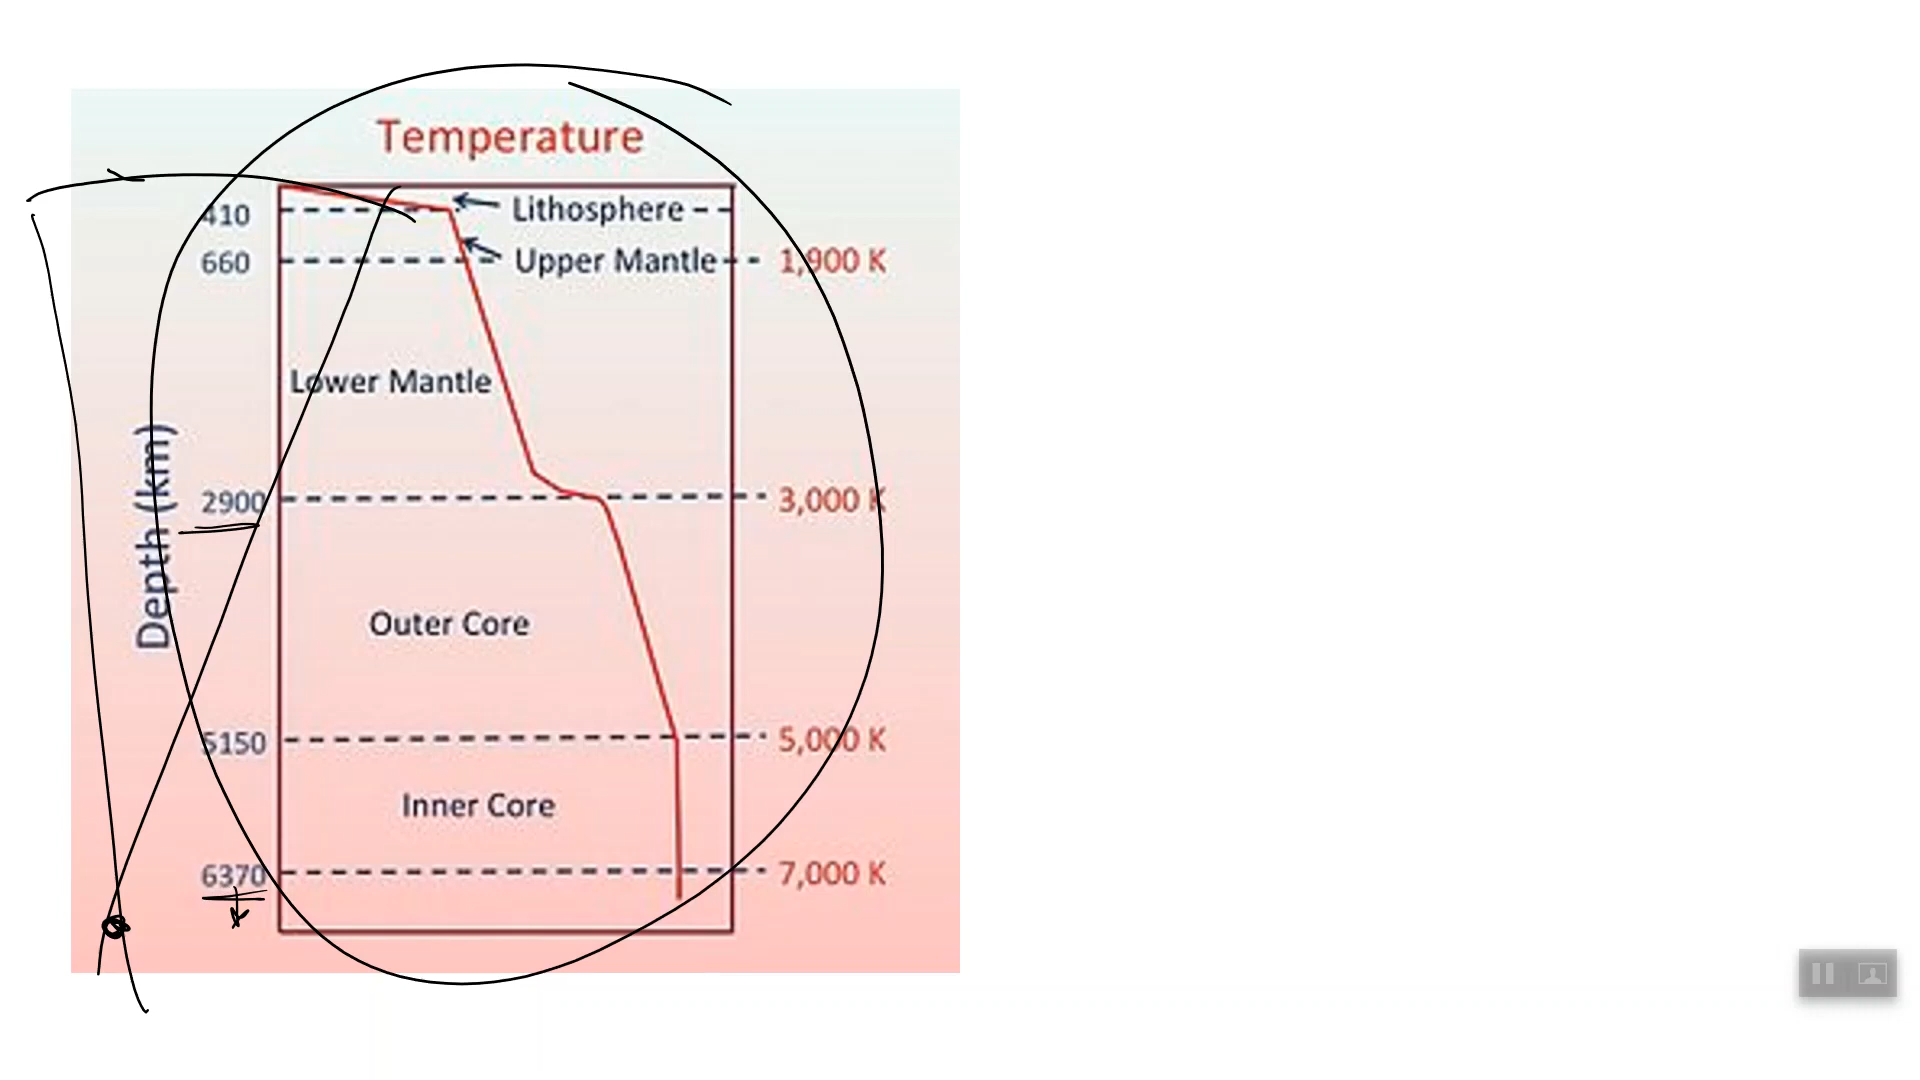 Temperature
410 Lithosphere
660 Upper Mantle 1,900 K
Lower Mantle
Depth (km)
2900 3,000 K
Outer Core
5150 5,000 K
Inner Core
6370 7,000 K